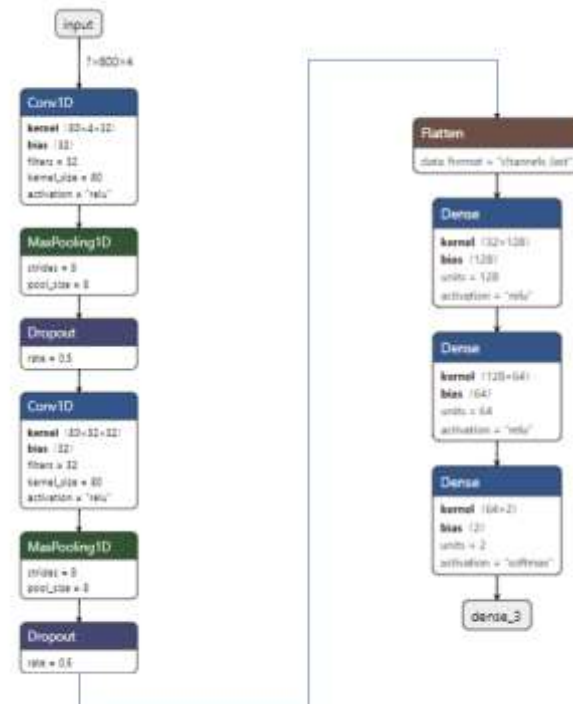 input
?×800×4
Conv1D
kernel ⟨80×4×32⟩
bias ⟨32⟩
filters = 32
kernel_size = 80
activation = "relu"
MaxPooling1D
strides = 8
pool_size = 8
Dropout
rate = 0.5
Conv1D
kernel ⟨80×32×32⟩
bias ⟨32⟩
filters = 32
kernel_size = 80
activation = "relu"
MaxPooling1D
strides = 8
pool_size = 8
Dropout
rate =
Flatten
data format = "channels_last"
Dense
kernel ⟨32×128⟩
bias ⟨128⟩
units = 128
activation = "relu"
Dense
kernel ⟨128×64⟩
bias ⟨64⟩
units = 64
activation = "relu"
Dense
kernel ⟨64×2⟩
bias ⟨2⟩
units = 2
activation = "softmax"
dense_3